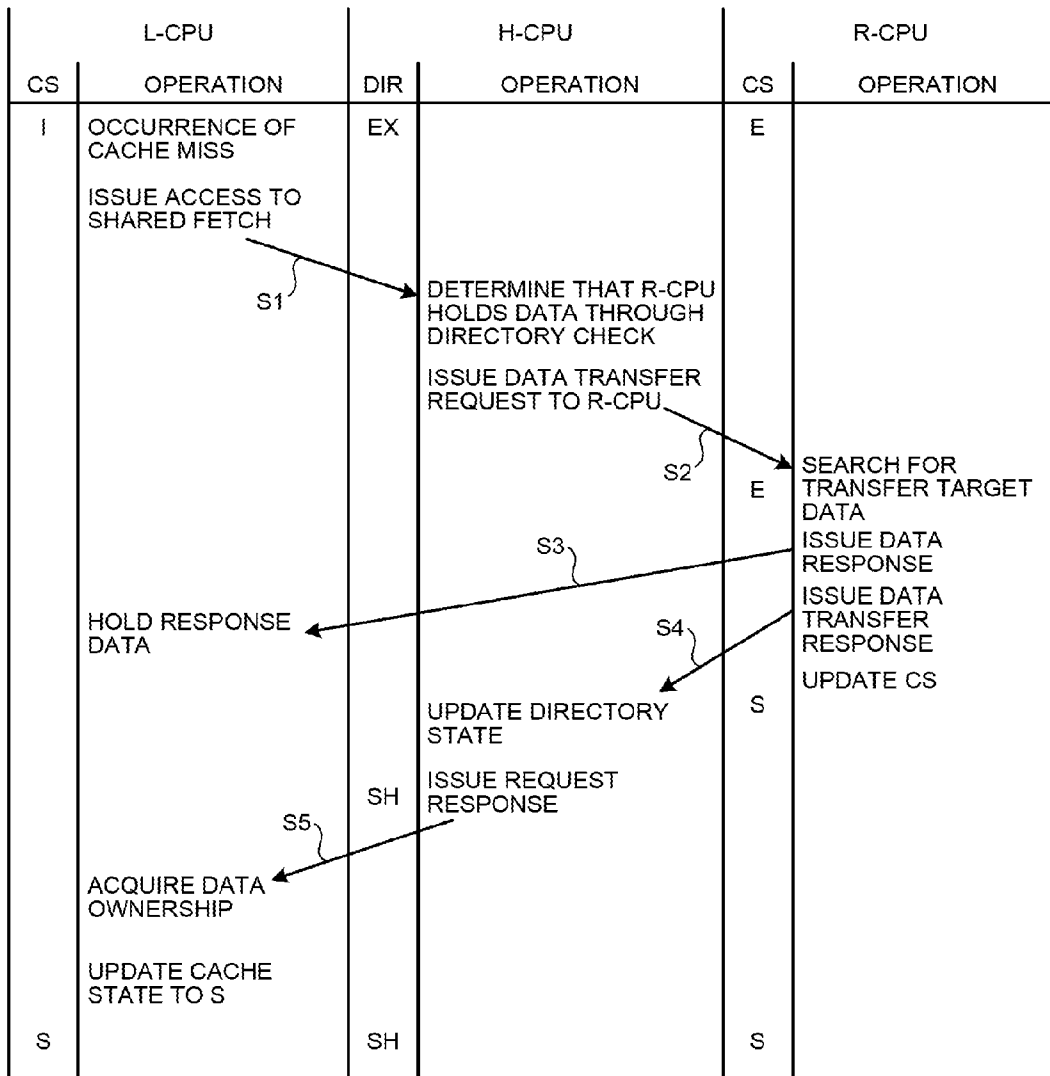 L-CPU
H-CPU
R-CPU
CS
OPERATION
DIR
OPERATION
CS
OPERATION
I
OCCURRENCE OF
CACHE MISS
EX
E
ISSUE ACCESS TO
SHARED FETCH
S1
DETERMINE THAT R-CPU
HOLDS DATA THROUGH
DIRECTORY CHECK
ISSUE DATA TRANSFER
REQUEST TO R-CPU
S2
E
SEARCH FOR
TRANSFER TARGET
DATA
ISSUE DATA
RESPONSE
S3
HOLD RESPONSE
DATA
ISSUE DATA
TRANSFER
RESPONSE
S4
UPDATE CS
S
UPDATE DIRECTORY
STATE
SH
ISSUE REQUEST
RESPONSE
S5
ACQUIRE DATA
OWNERSHIP
UPDATE CACHE
STATE TO S
S
SH
S